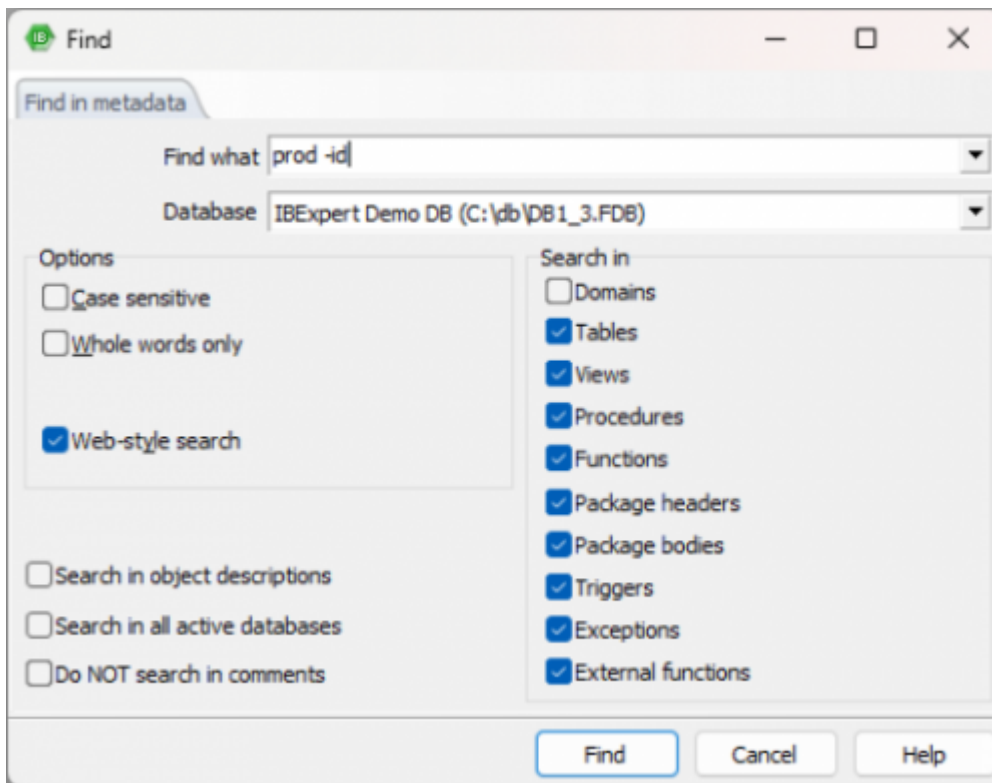 IB Find
Find in metadata
Find what prod -id
Database IBExpert Demo DB (C:\db\DB1_3.FDB)
Options
Case sensitive
Whole words only
Web-style search
Search in object descriptions
Search in all active databases
Do NOT search in comments
Search in
Domains
Tables
Views
Procedures
Functions
Package headers
Package bodies
Triggers
Exceptions
External functions
Find Cancel Help